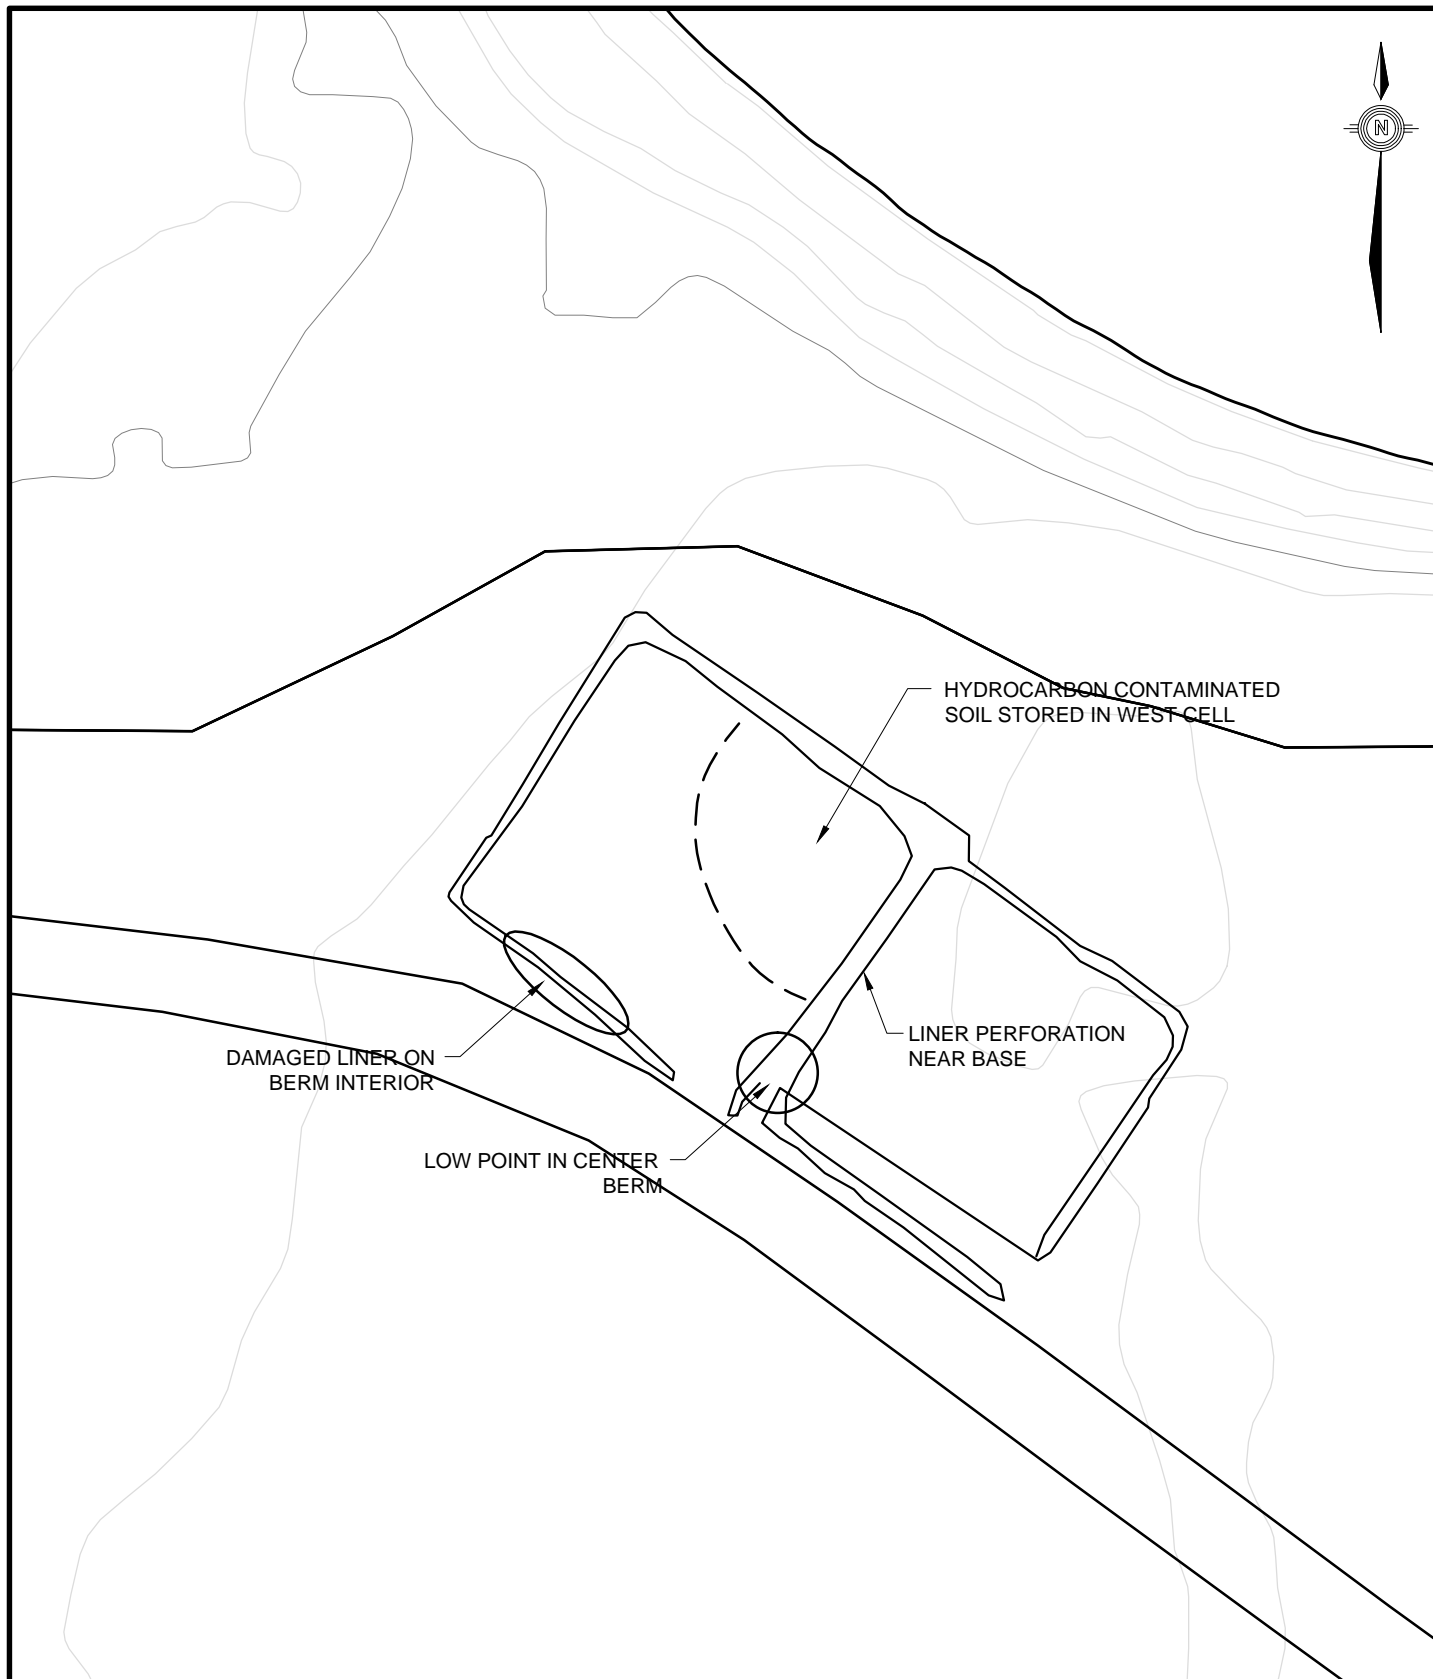 N
HYDROCARBON CONTAMINATED
SOIL STORED IN WEST CELL
LINER PERFORATION
NEAR BASE
DAMAGED LINER ON
BERM INTERIOR
LOW POINT IN CENTER
BERM